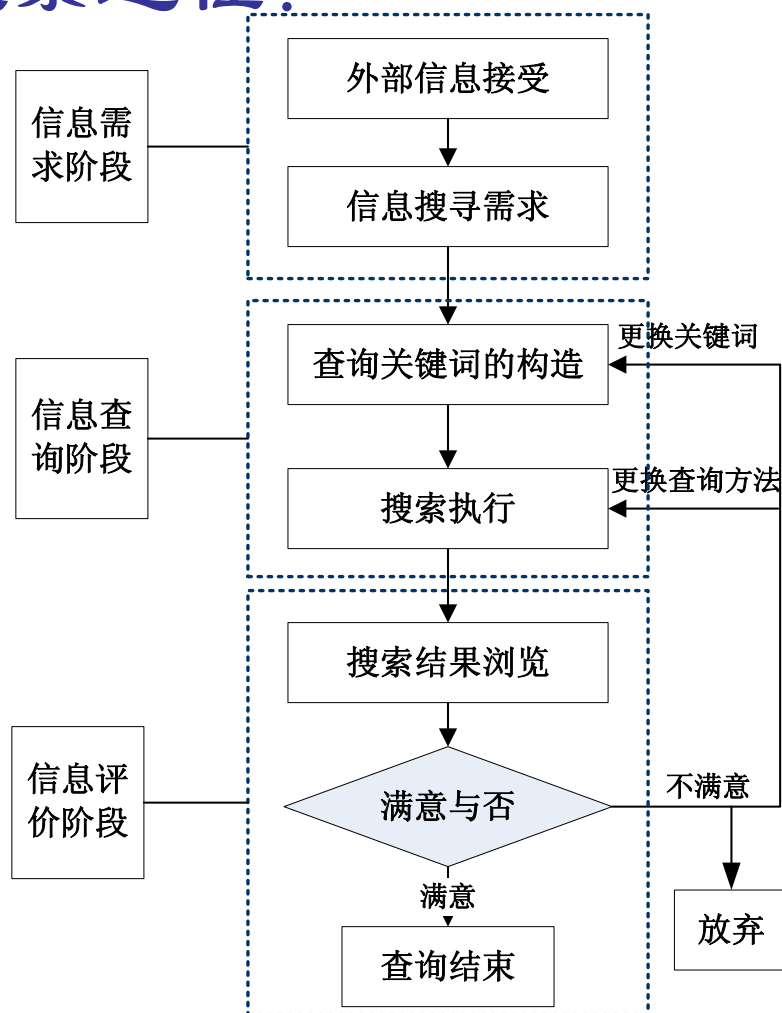 外部信息接受
信息需
求阶段
信息搜寻需求
更换关键词
查询关键词的构造
信息查
询阶段
更换查询方法
搜索执行
搜索结果浏览
信息评
价阶段
满意与否
不满意
满意
放弃
查询结束